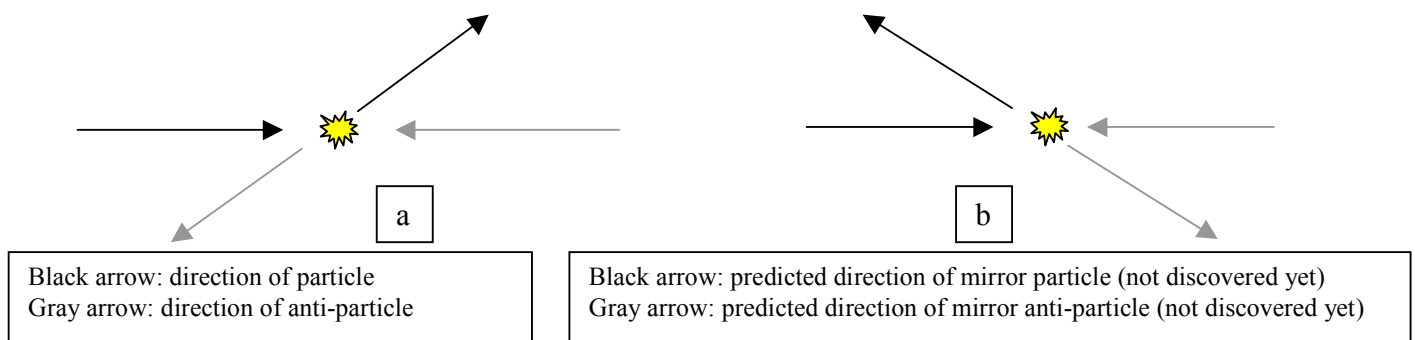 a
b
Black arrow: direction of particle
Gray arrow: direction of anti-particle
Black arrow: predicted direction of mirror particle (not discovered yet)
Gray arrow: predicted direction of mirror anti-particle (not discovered yet)